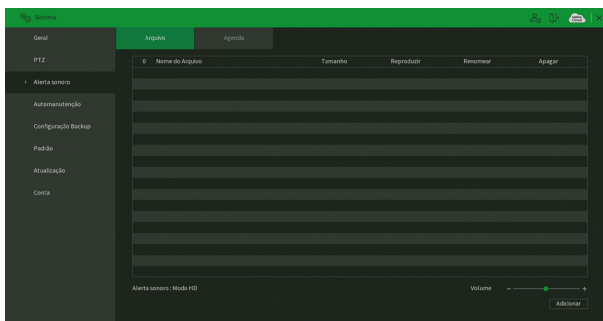 Sistema
Geral
PTZ
Alerta sonoro
Automanutenção
Configuração Backup
Padrão
Atualização
Conta
Arquivo Agenda
0 Nome do Arquivo Tamanho Reproduzir Renomear Apagar
Alerta sonoro : Modo HD Volume - +
Adicionar